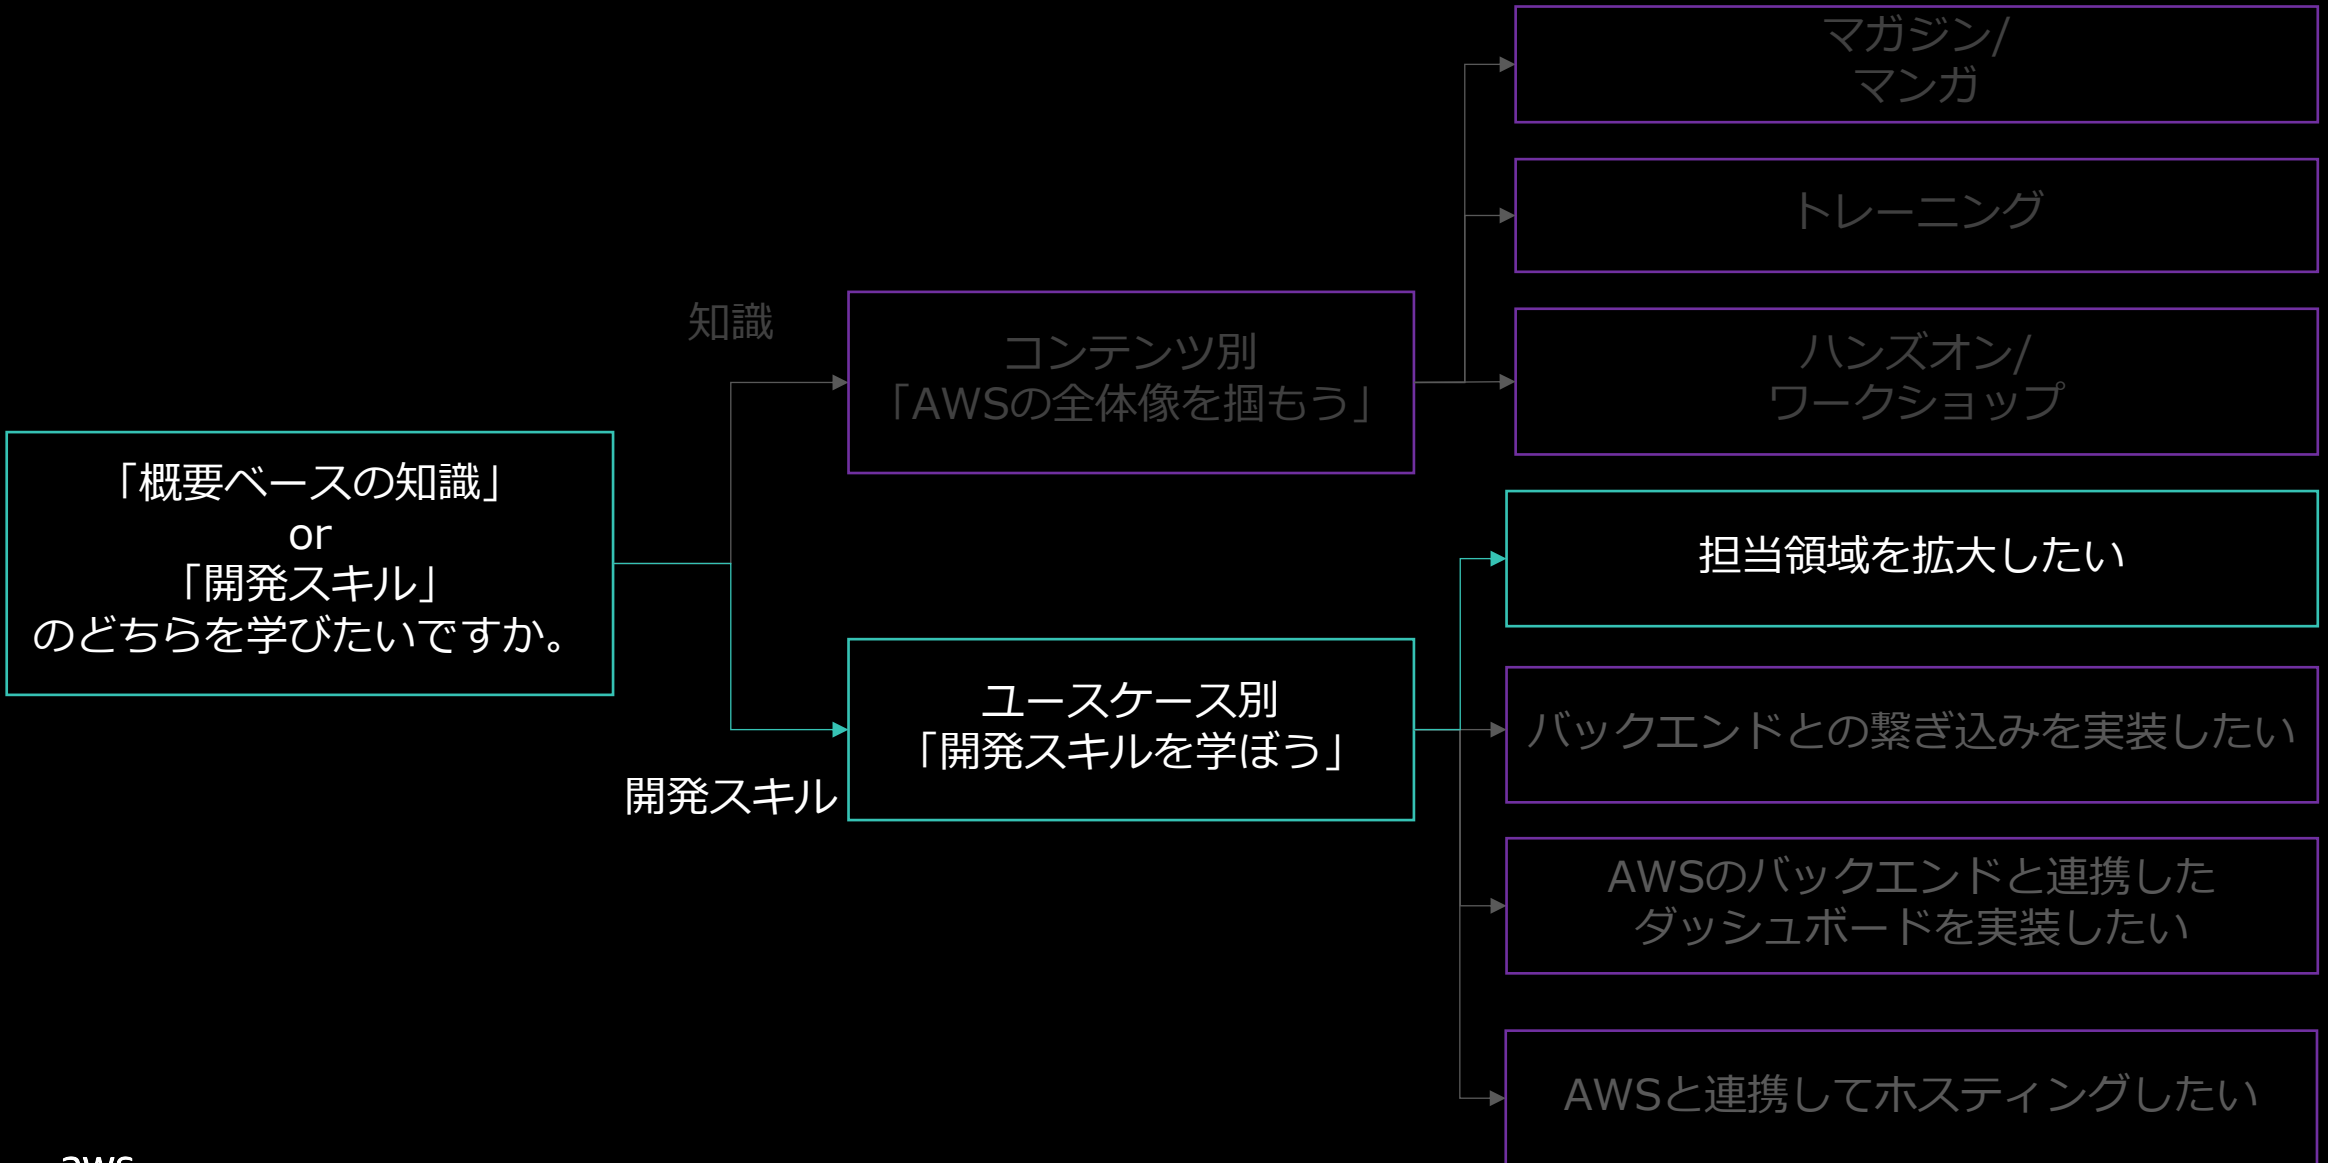 マガジン/
マンガ
トレーニング
知識
コンテンツ別
「AWSの全体像を掴もう」
ハンズオン/
ワークショップ
「概要ベースの知識」
or
「開発スキル」
のどちらを学びたいですか。
担当領域を拡大したい
ユースケース別
「開発スキルを学ぼう」
開発スキル
バックエンドとの繋ぎ込みを実装したい
AWSのバックエンドと連携した
ダッシュボードを実装したい
AWSと連携してホスティングしたい
aws